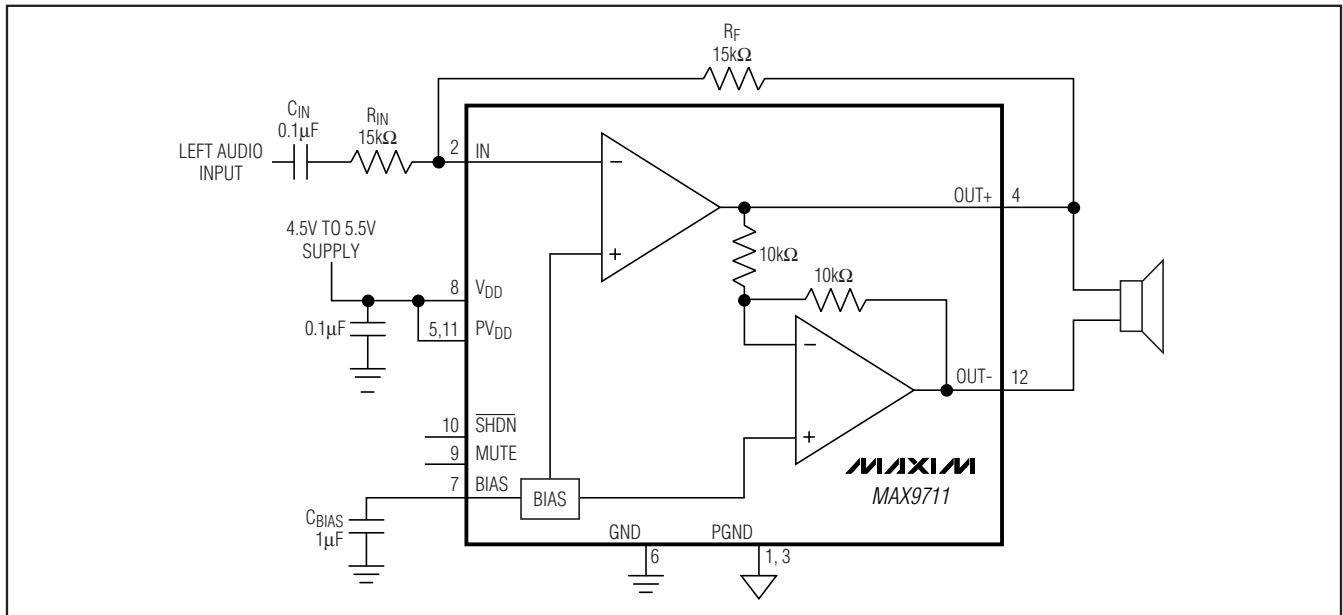 RF
15kΩ
CIN
0.1μF
RIN
15kΩ
LEFT AUDIO
INPUT
2
IN
−
+
OUT+
4
10kΩ
10kΩ
4.5V TO 5.5V
SUPPLY
8
VDD
0.1μF
5,11
PVDD
−
+
OUT-
12
10
SHDN
9
MUTE
7
BIAS
BIAS
CBIAS
1μF
MAXIM
MAX9711
GND
6
PGND
1, 3